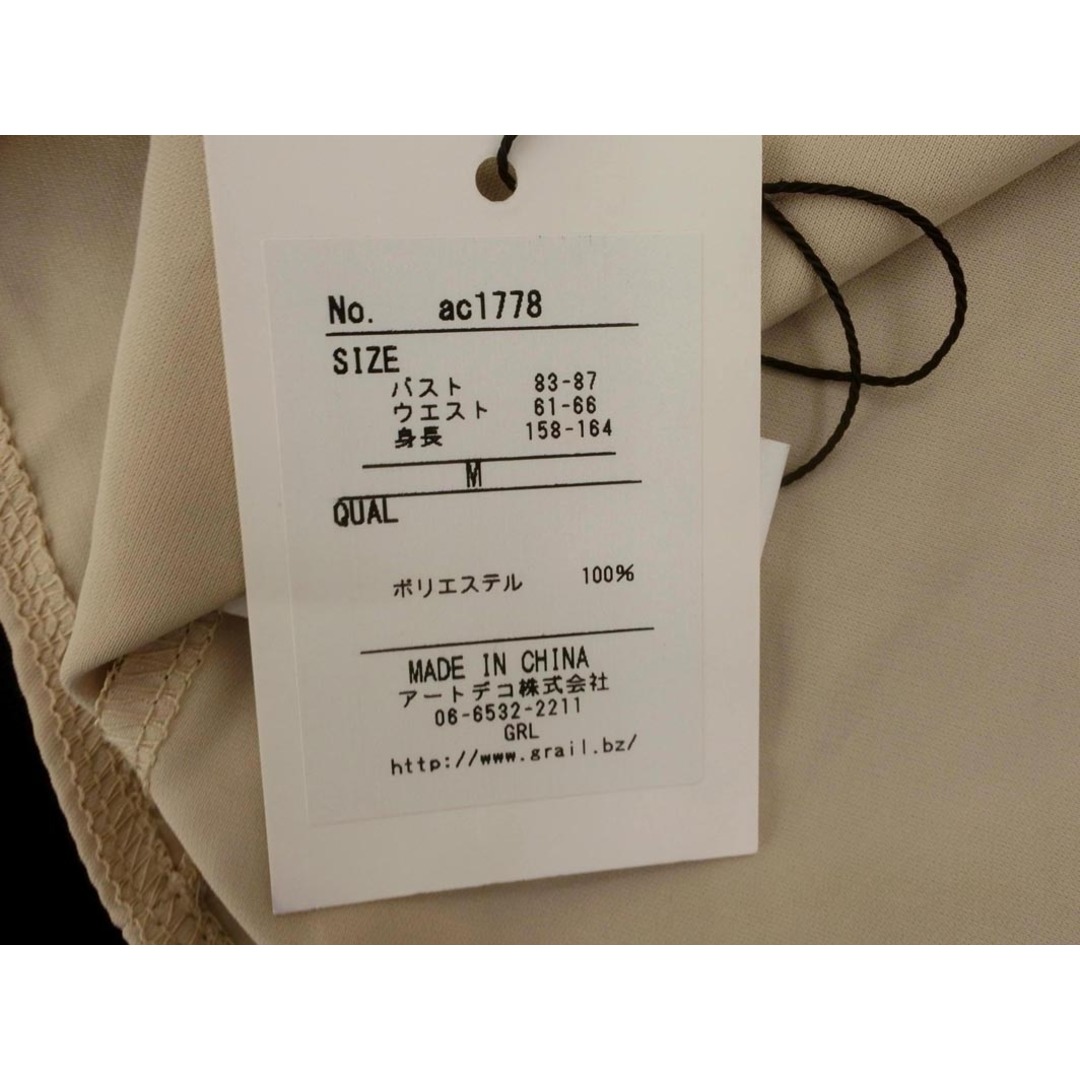 No. ac1778
SIZE
バスト 83-87
ウエスト 61-66
身長 158-164
M
QUAL
ポリエステル 100%
MADE IN CHINA
アートデコ株式会社
06-6532-2211
GRL
http://www.grail.bz/